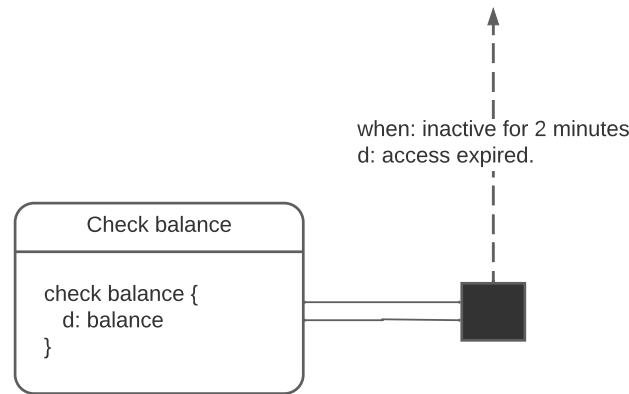 when: inactive for 2 minutes
d: access expired.
Check balance
check balance {
d: balance
}